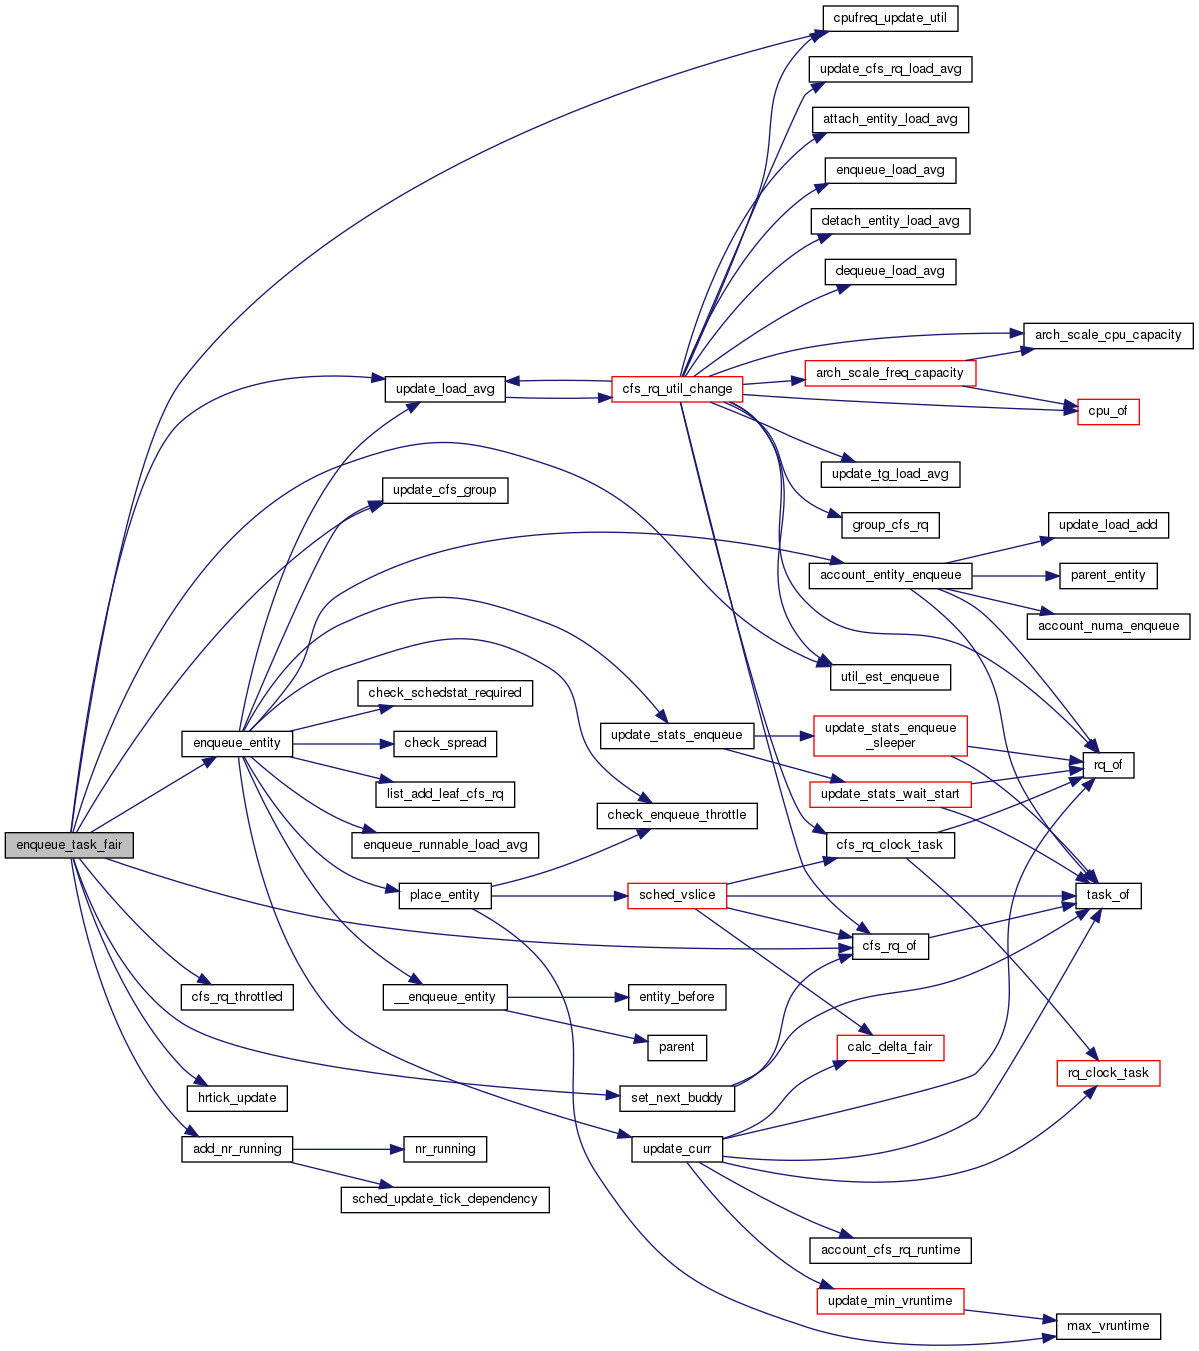 cpufreq_update_util
update_cfs_rq_load_avg
attach_entity_load_avg
enqueue_load_avg
detach_entity_load_avg
dequeue_load_avg
arch_scale_cpu_capacity
arch_scale_freq_capacity
update_load_avg
cfs_rq_util_change
cpu_of
update_tg_load_avg
update_cfs_group
group_cfs_rq
update_load_add
account_entity_enqueue
parent_entity
account_numa_enqueue
util_est_enqueue
check_schedstat_required
enqueue_entity
check_spread
update_stats_enqueue
update_stats_enqueue
_sleeper
rq_of
list_add_leaf_cfs_rq
update_stats_wait_start
check_enqueue_throttle
enqueue_task_fair
enqueue_runnable_load_avg
cfs_rq_clock_task
place_entity
sched_vslice
task_of
cfs_rq_of
cfs_rq_throttled
__enqueue_entity
entity_before
parent
calc_delta_fair
rq_clock_task
hrtick_update
set_next_buddy
add_nr_running
nr_running
update_curr
sched_update_tick_dependency
account_cfs_rq_runtime
update_min_vruntime
max_vruntime